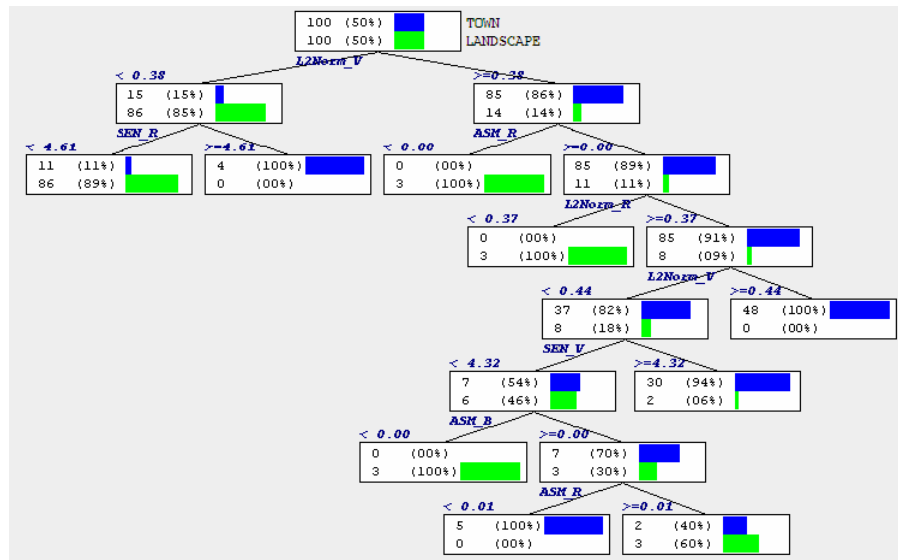 100 (50%) TOWN
100 (50%) LANDSCAPE
L2Norm_V
< 0.38 >=0.38
15 (15%) 85 (86%)
86 (85%) 14 (14%)
SEN_R ASM_R
< 4.61 >=4.61 < 0.00 >=0.00
11 (11%) 4 (100%) 0 (00%) 85 (89%)
86 (89%) 0 (00%) 3 (100%) 11 (11%)
L2Norm_R
< 0.37 >=0.37
0 (00%) 85 (91%)
3 (100%) 8 (09%)
L2Norm_V
< 0.44 >=0.44
37 (82%) 48 (100%)
8 (18%) 0 (00%)
SEN_V
< 4.32 >=4.32
7 (54%) 30 (94%)
6 (46%) 2 (06%)
ASM_B
< 0.00 >=0.00
0 (00%) 7 (70%)
3 (100%) 3 (30%)
ASM_R
< 0.01 >=0.01
5 (100%) 2 (40%)
0 (00%) 3 (60%)